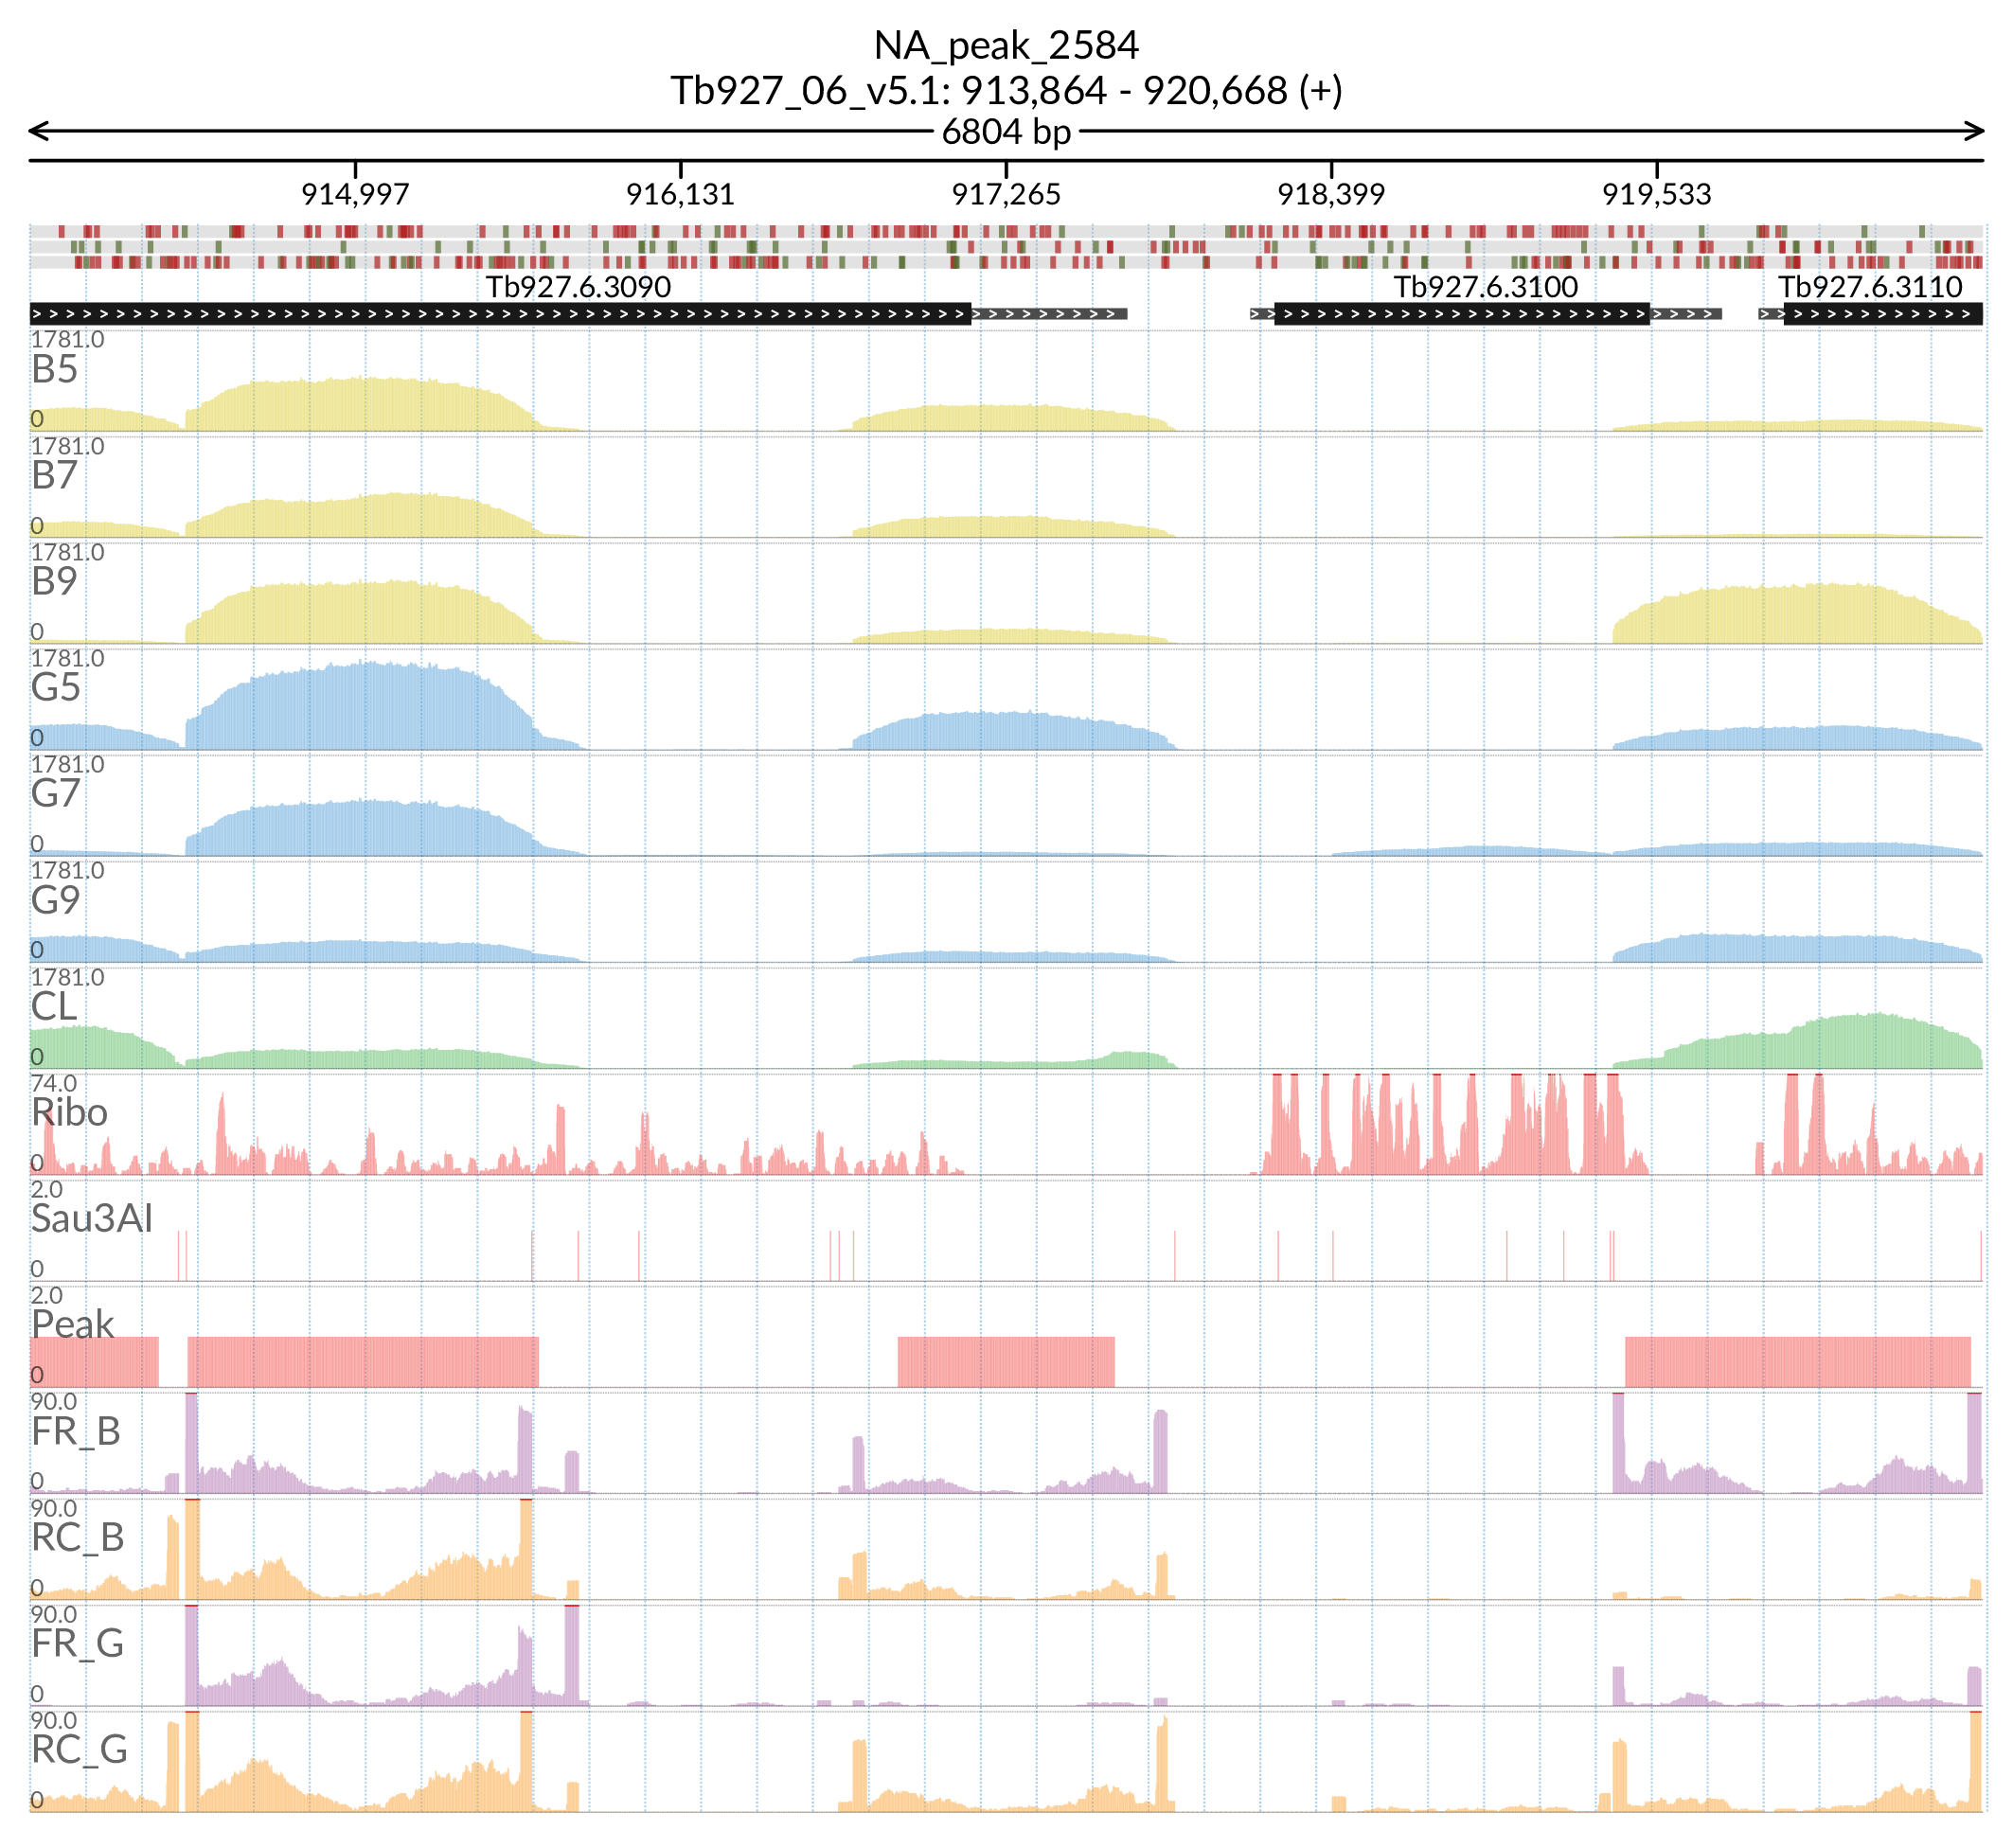 NA_peak_2584
Tb927_06_v5.1: 913,864 - 920,668 (+)
6804 bp
914,997 916,131 917,265 918,399 919,533
Tb927.6.3090 Tb927.6.3100 Tb927.6.3110
1781.0
B5
0
1781.0
B7
0
1781.0
B9
0
1781.0
G5
0
1781.0
G7
0
1781.0
G9
0
1781.0
CL
0
74.0
Ribo
0
2.0
Sau3AI
0
2.0
Peak
0
90.0
FR_B
0
90.0
RC_B
0
90.0
FR_G
0
90.0
RC_G
0